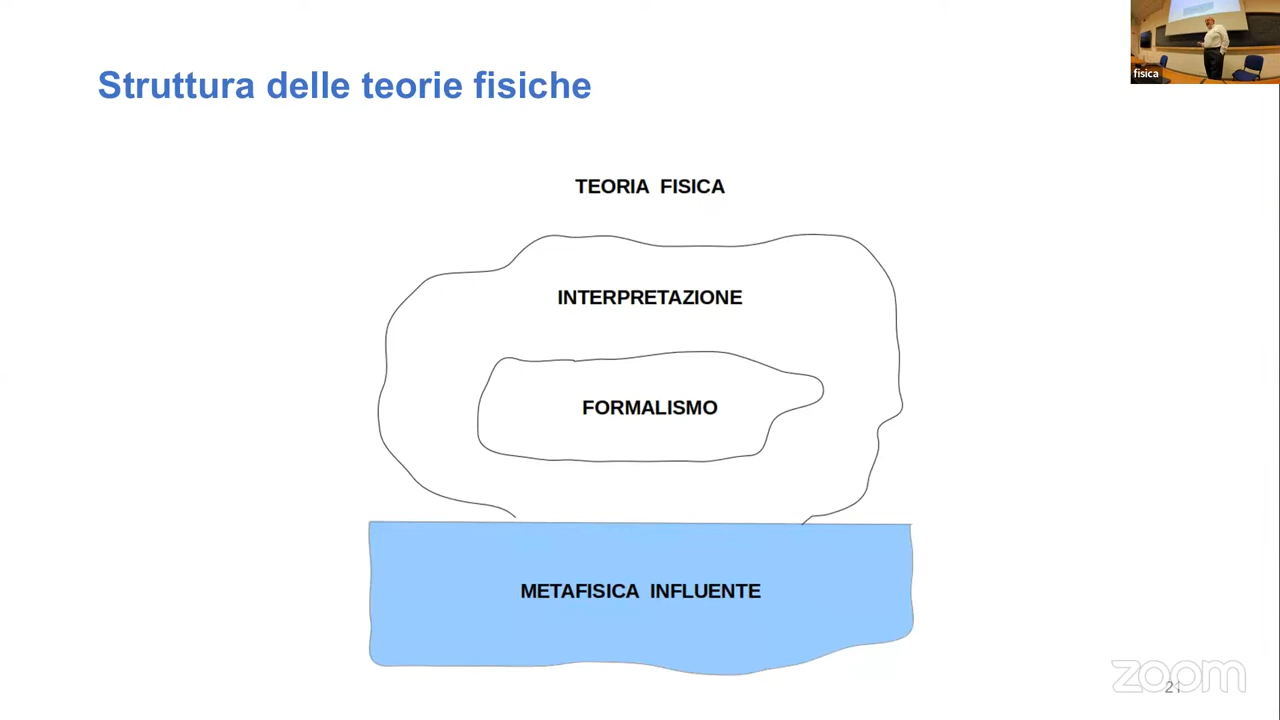 Struttura delle teorie fisiche
fisica
TEORIA FISICA
INTERPRETAZIONE
FORMALISMO
METAFISICA INFLUENTE
zoom
21